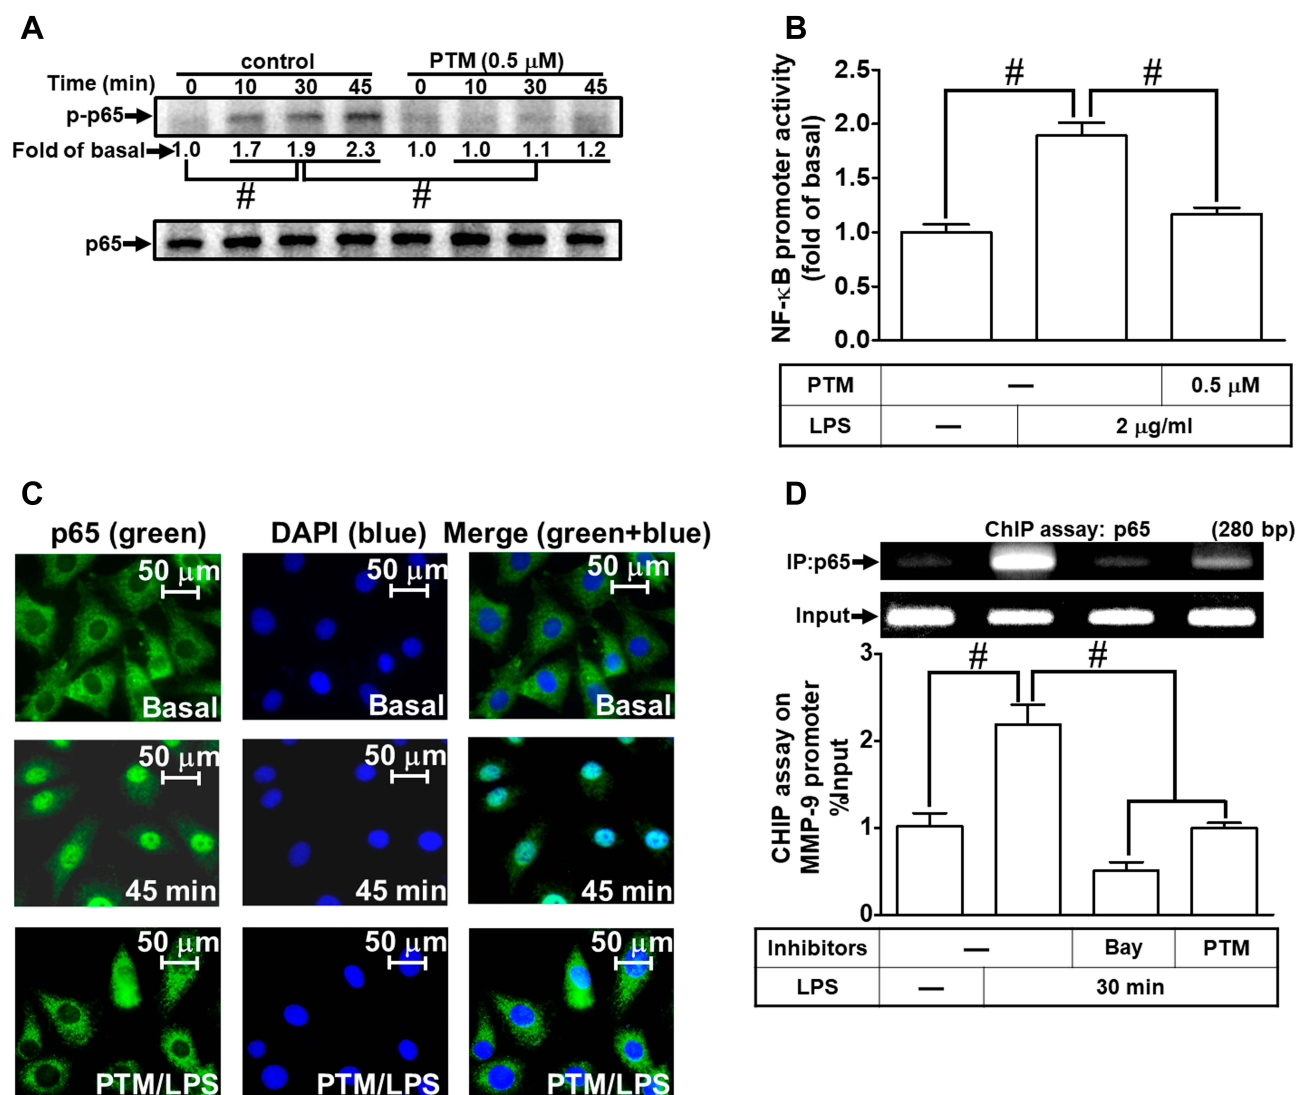 A
control
PTM (0.5 μM)
Time (min) 0 10 30 45 0 10 30 45
p-p65
Fold of basal 1.0 1.7 1.9 2.3 1.0 1.0 1.1 1.2
# #
p65
B
NF-κB promoter activity
(fold of basal)
2.5
2.0
1.5
1.0
0.5
0.0
# #
PTM — 0.5 μM
LPS — 2 μg/ml
C
p65 (green) DAPI (blue) Merge (green+blue)
50 μm 50 μm 50 μm
Basal Basal Basal
50 μm 50 μm 50 μm
45 min 45 min 45 min
50 μm 50 μm 50 μm
PTM/LPS PTM/LPS PTM/LPS
D
ChIP assay: p65 (280 bp)
IP:p65
Input
CHIP assay on
MMP-9 promoter
%Input
3
2
1
0
# #
Inhibitors — Bay PTM
LPS — 30 min